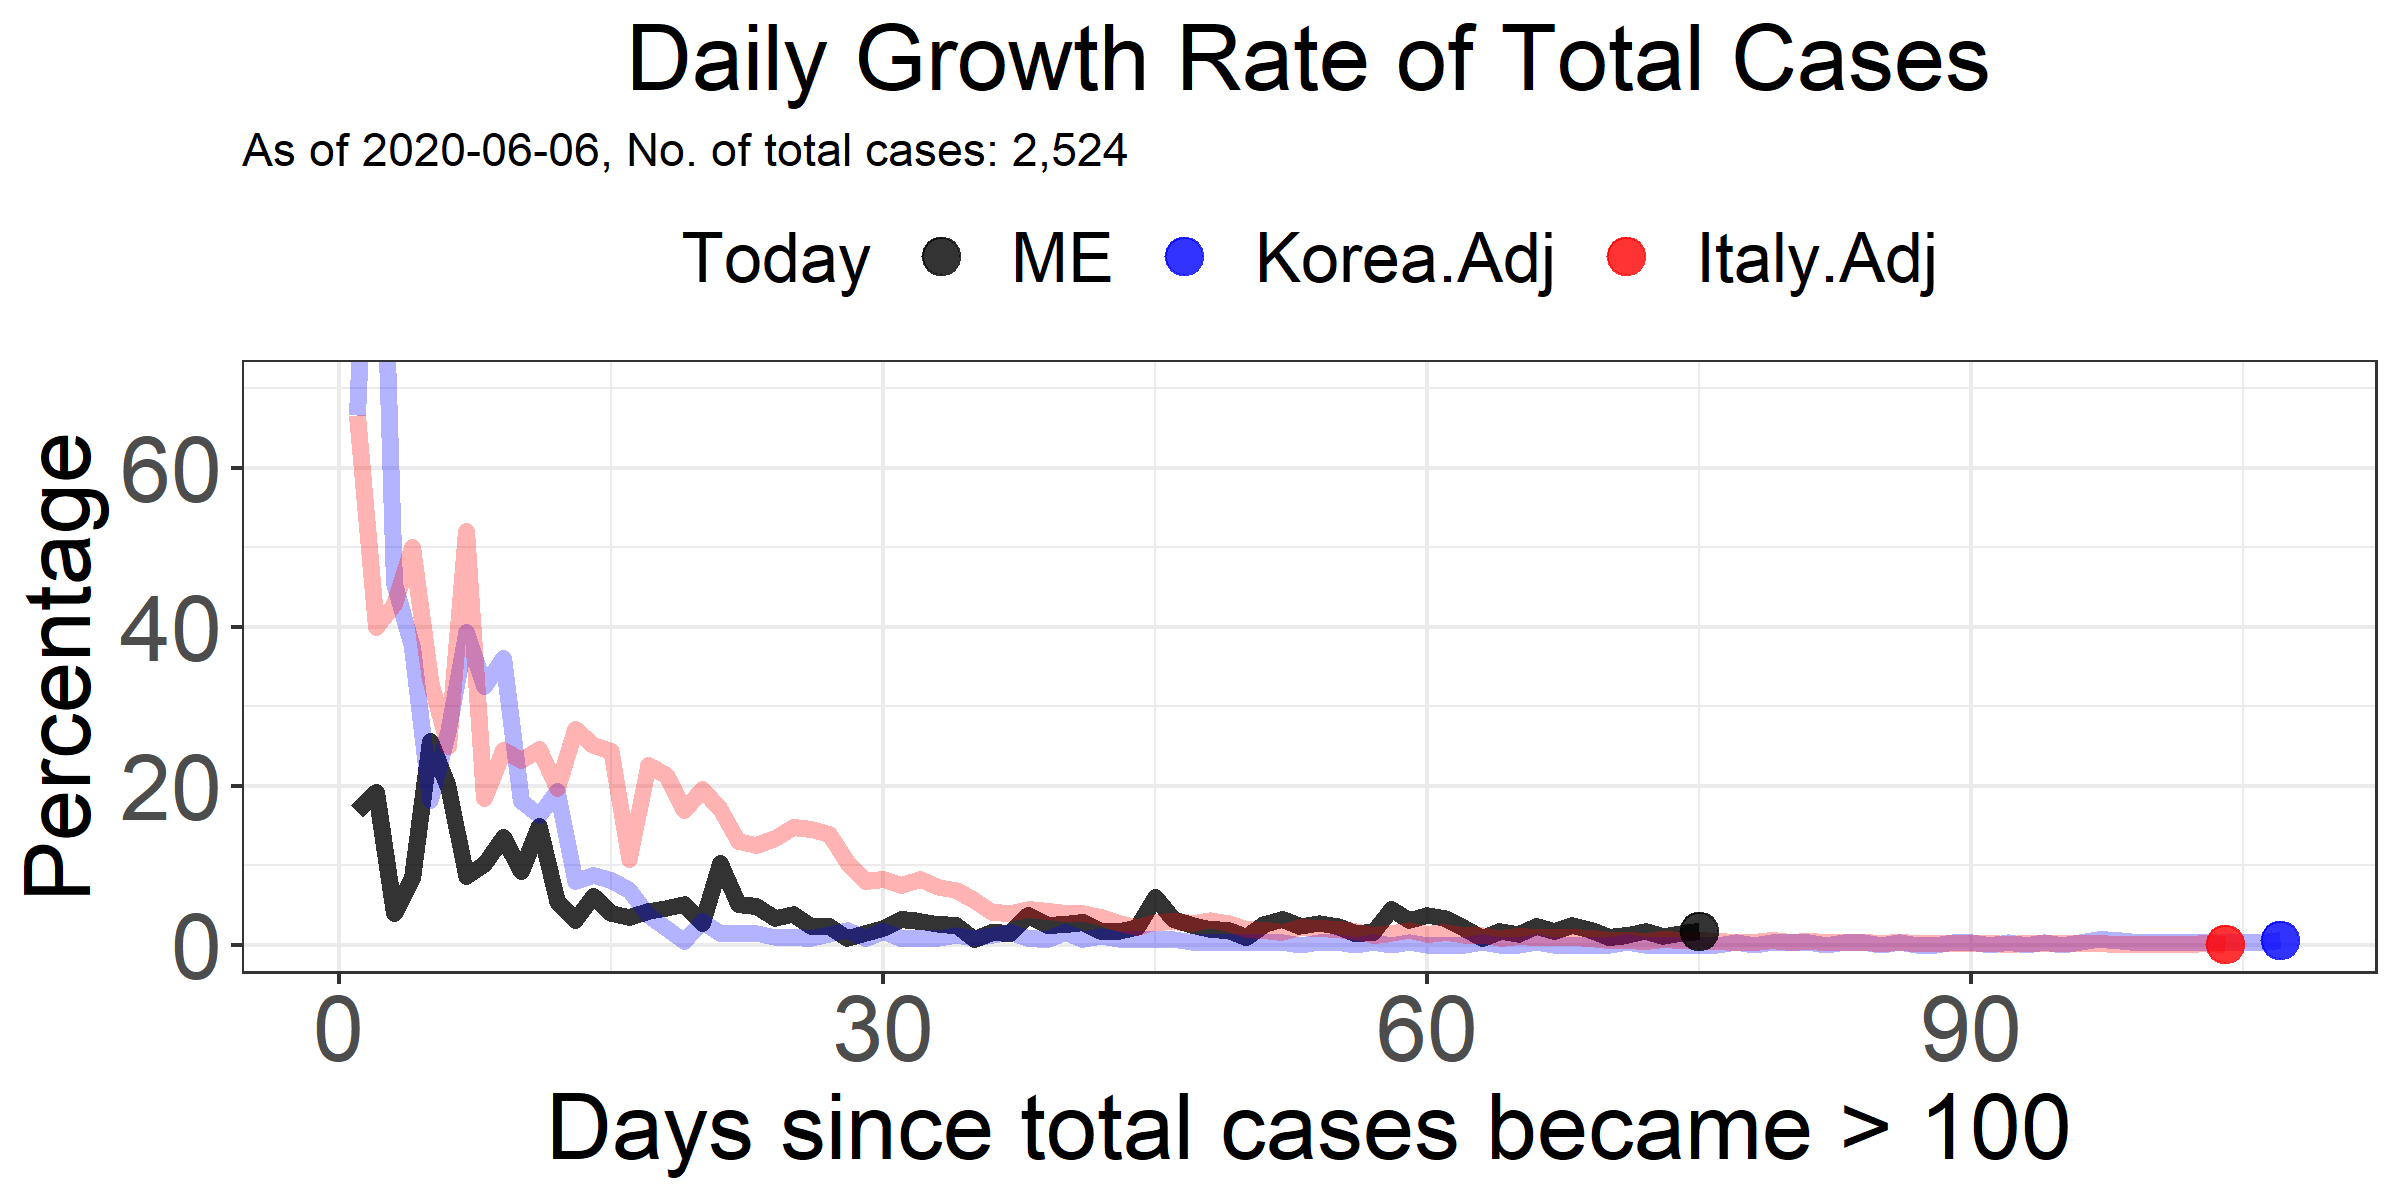 Daily Growth Rate of Total Cases
As of 2020-06-06, No. of total cases: 2,524
Today ME Korea.Adj Italy.Adj
Percentage
60
40
20
0
0 30 60 90
Days since total cases became > 100